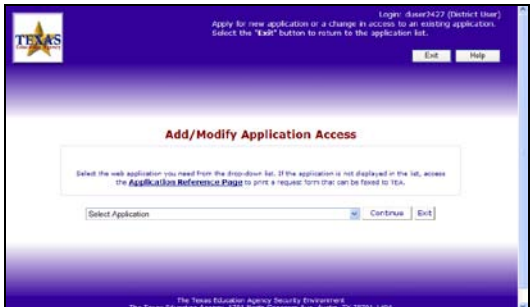 Login: duser2427 (District User)
Apply for new application or a change in access to an existing application.
Select the "Exit" button to return to the application list.
TEXAS
Education Agency
Exit Help
Add/Modify Application Access
Select the web application you need from the drop-down list. If the application is not displayed in the list, access
the Application Reference Page to print a request form that can be faxed to TEA.
Select Application Continue Exit
The Texas Education Agency Security Environment